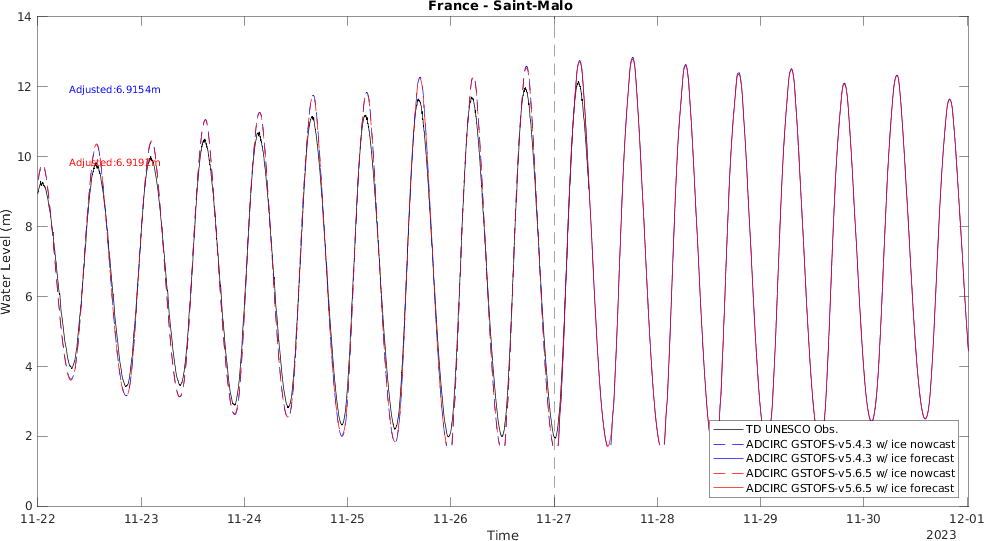 France - Saint-Malo
14
12
10
8
6
4
2
0
Water Level (m)
Adjusted:6.9154m
Adjusted:6.9192m
TD UNESCO Obs.
ADCIRC GSTOFS-v5.4.3 w/ ice nowcast
ADCIRC GSTOFS-v5.4.3 w/ ice forecast
ADCIRC GSTOFS-v5.6.5 w/ ice nowcast
ADCIRC GSTOFS-v5.6.5 w/ ice forecast
11-22 11-23 11-24 11-25 11-26 11-27 11-28 11-29 11-30 12-01
Time
2023